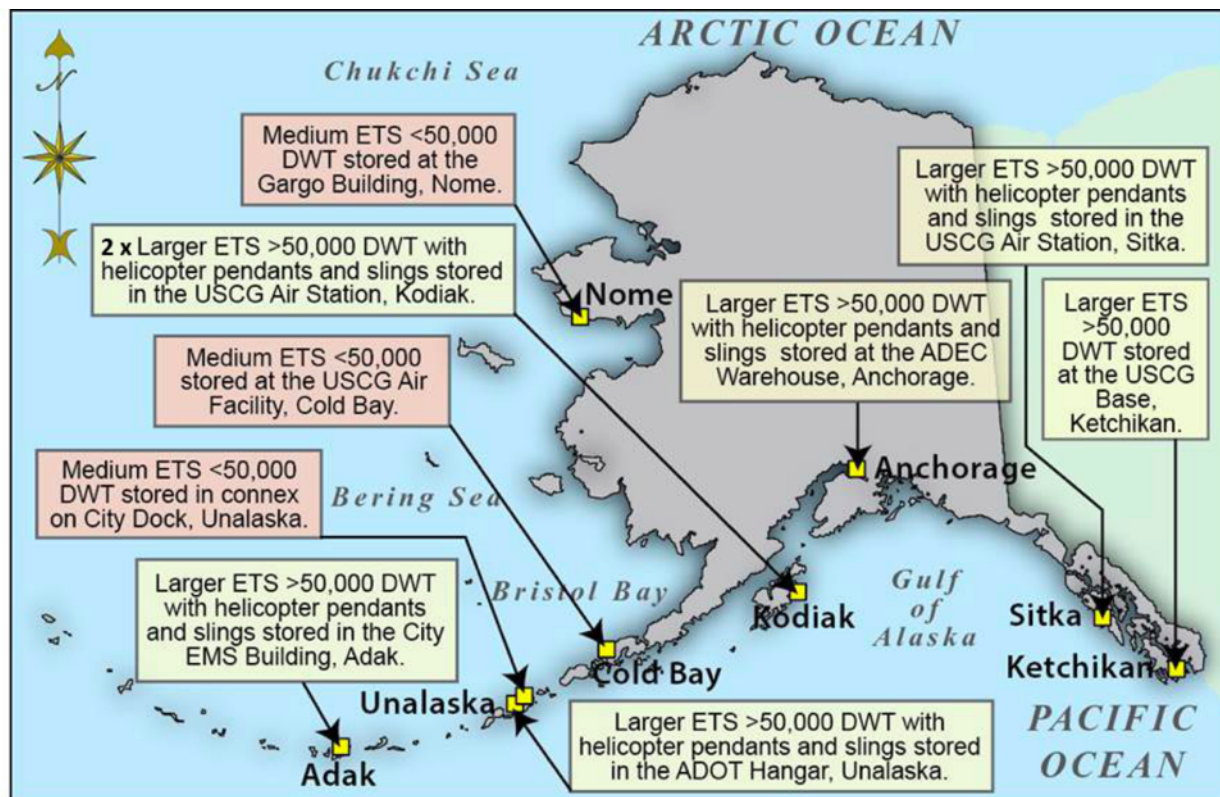 ARCTIC OCEAN
Chukchi Sea
N
Medium ETS <50,000
DWT stored at the
Gargo Building, Nome.
Larger ETS >50,000 DWT
with helicopter pendants
and slings stored in the
USCG Air Station, Sitka.
2 x Larger ETS >50,000 DWT with
helicopter pendants and slings stored
in the USCG Air Station, Kodiak.
Nome
Larger ETS >50,000 DWT
with helicopter pendants and
slings stored at the ADEC
Warehouse, Anchorage.
Larger ETS
>50,000
DWT stored
at the USCG
Base,
Ketchikan.
Medium ETS <50,000
stored at the USCG Air
Facility, Cold Bay.
Medium ETS <50,000
DWT stored in connex
on City Dock, Unalaska.
Bering Sea
Anchorage
Larger ETS >50,000 DWT
with helicopter pendants
and slings stored in the City
EMS Building, Adak.
Bristol Bay
Kodiak
Gulf
of
Alaska
Sitka
Ketchikan
Cold Bay
Unalaska
Adak
Larger ETS >50,000 DWT with
helicopter pendants and slings stored
in the ADOT Hangar, Unalaska.
PACIFIC
OCEAN